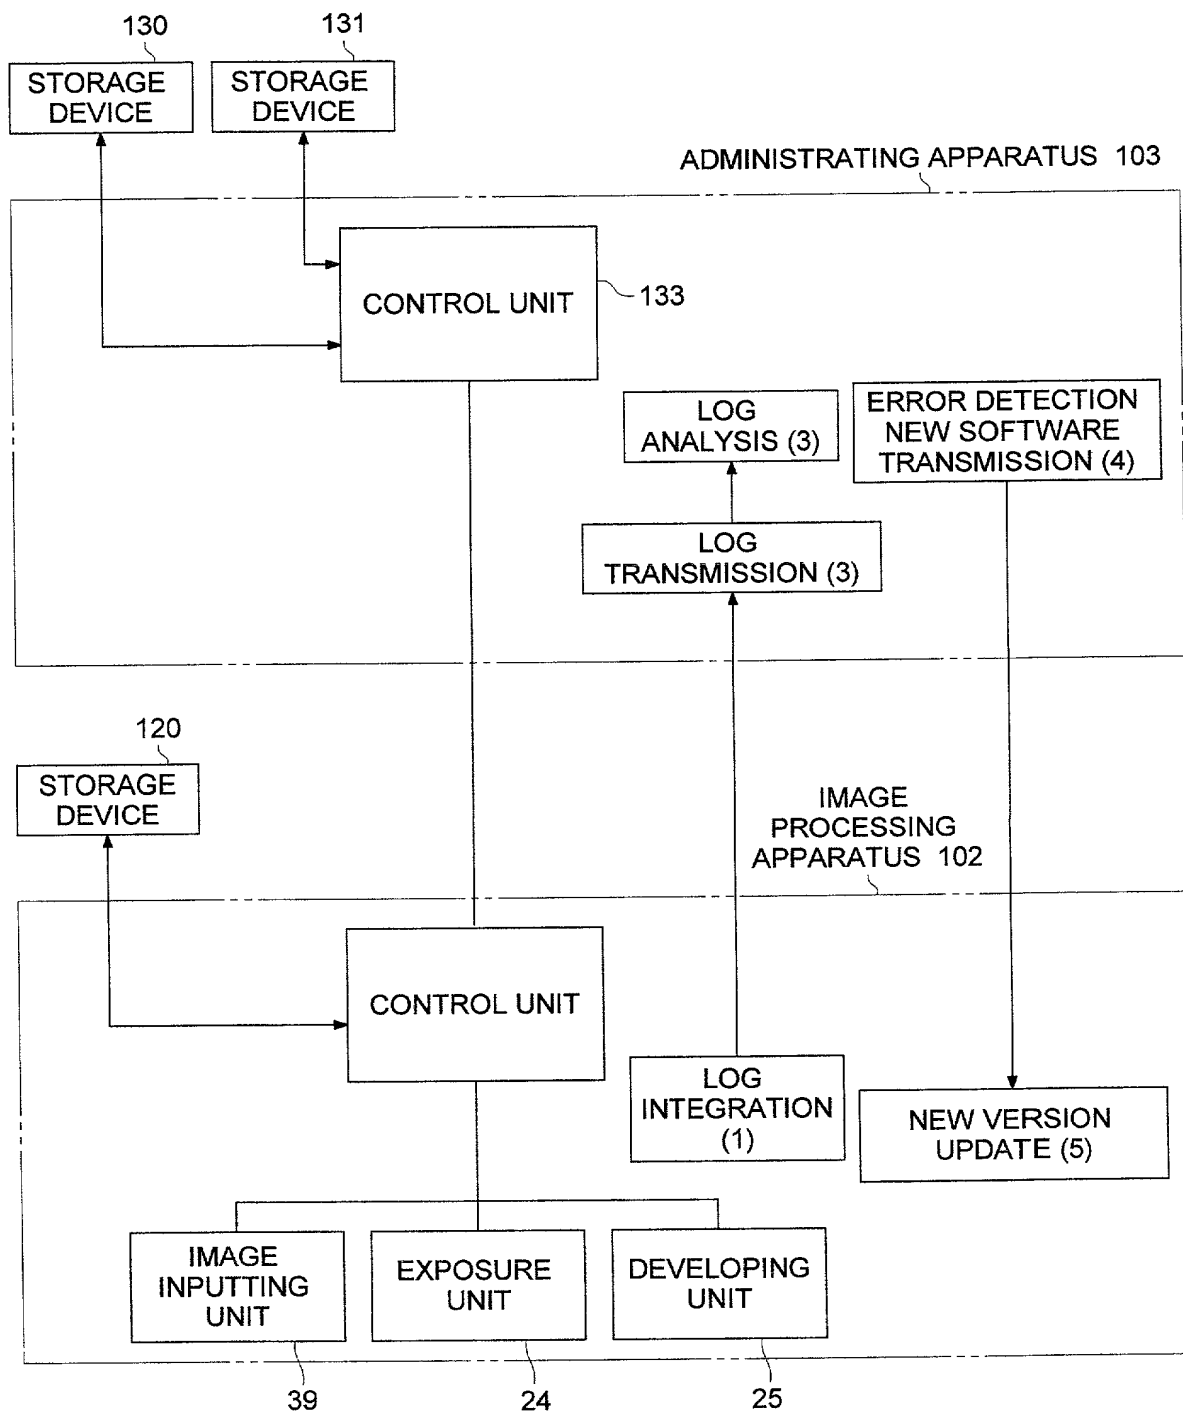 130
131
STORAGE
DEVICE
STORAGE
DEVICE
ADMINISTRATING APPARATUS 103
CONTROL UNIT
133
LOG
ANALYSIS (3)
ERROR DETECTION
NEW SOFTWARE
TRANSMISSION (4)
LOG
TRANSMISSION (3)
120
STORAGE
DEVICE
IMAGE
PROCESSING
APPARATUS 102
CONTROL UNIT
LOG
INTEGRATION
(1)
NEW VERSION
UPDATE (5)
IMAGE
INPUTTING
UNIT
EXPOSURE
UNIT
DEVELOPING
UNIT
39
24
25